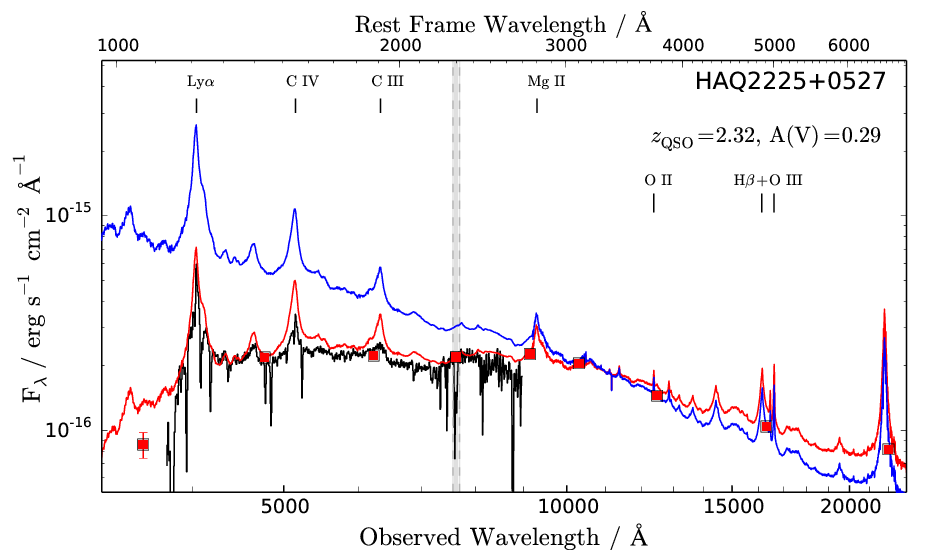 Rest Frame Wavelength / Å
1000 2000 3000 4000 5000 6000
Lyα C IV C III Mg II HAQ2225+0527
z_QSO=2.32, A(V)=0.29
O II Hβ+O III
10^-15
10^-16
F_λ / erg s^-1 cm^-2 Å^-1
5000 10000 15000 20000
Observed Wavelength / Å